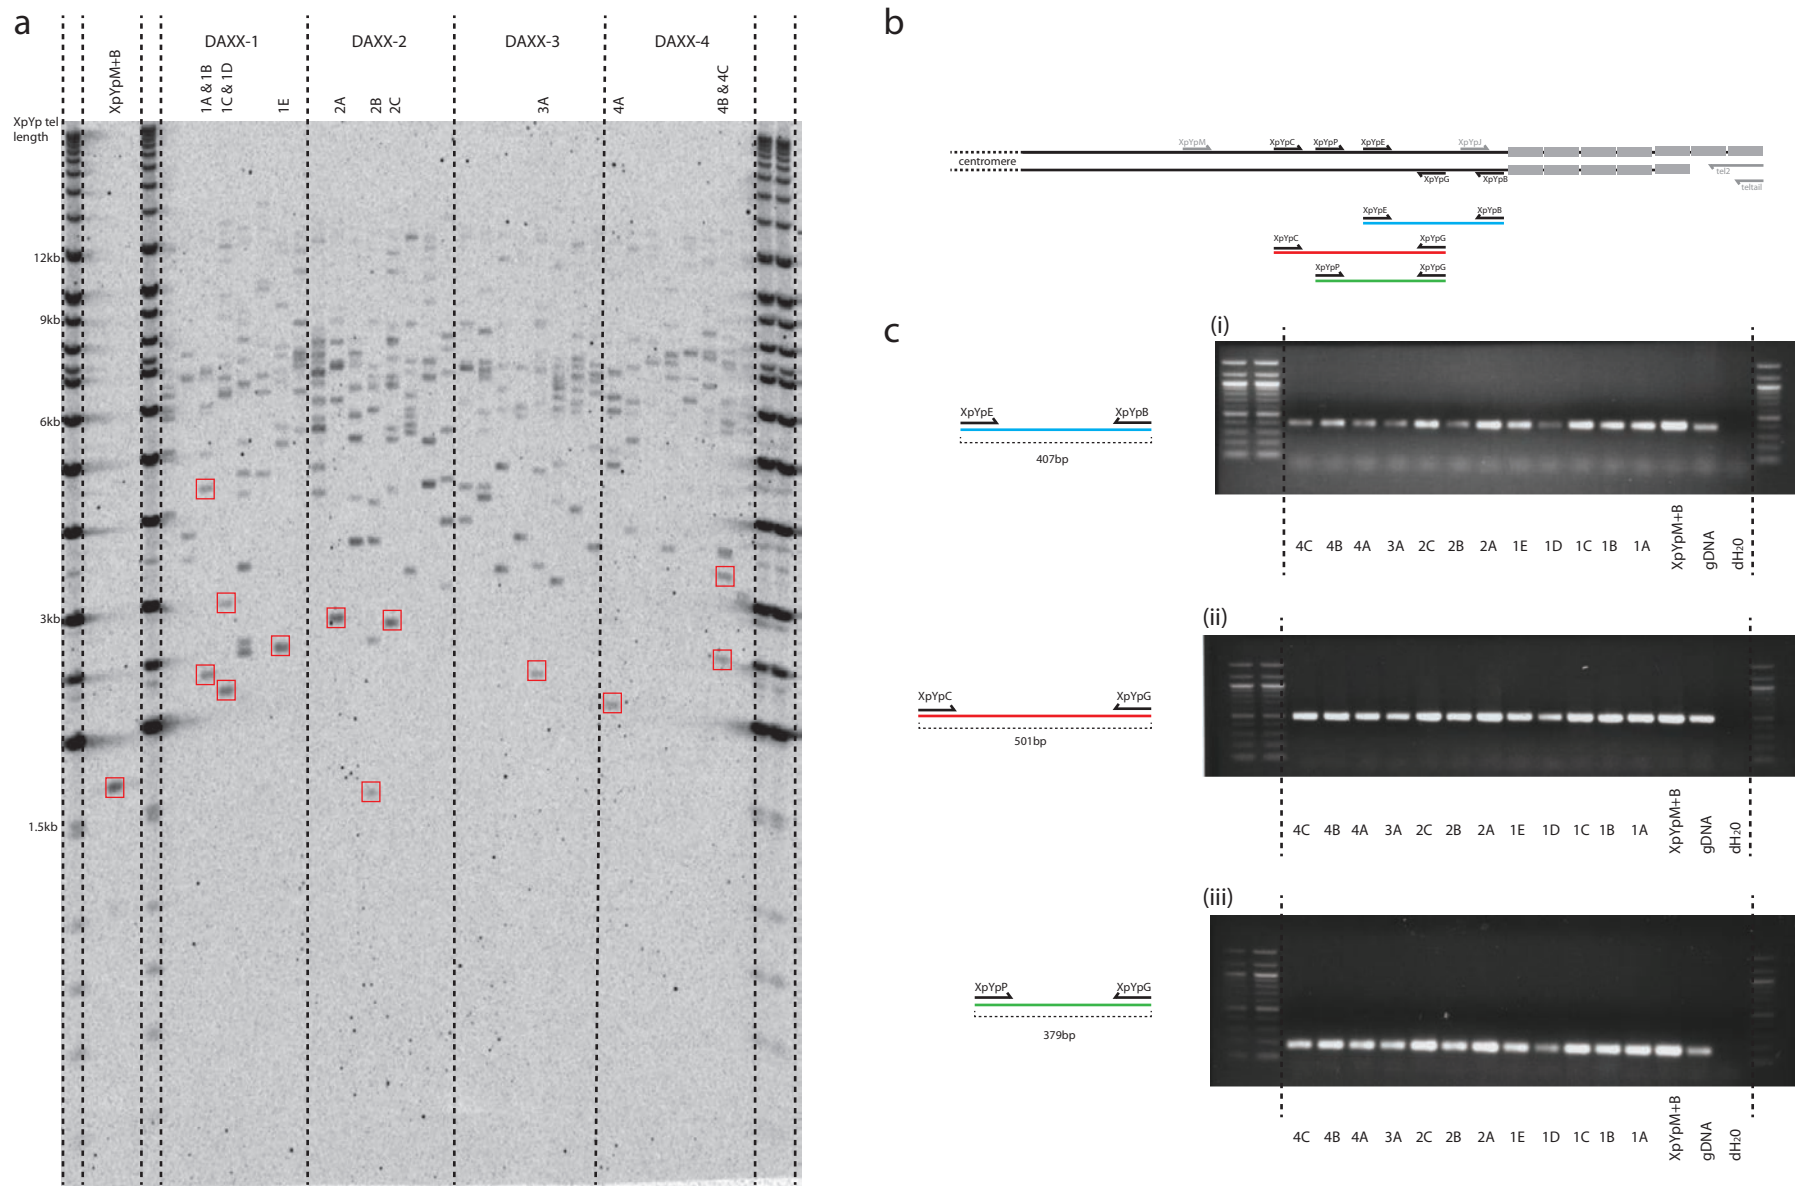 a
DAXX-1
DAXX-2
DAXX-3
DAXX-4
XpYpM+B
1A & 1B
1C & 1D
1E
2A
2B
2C
3A
4A
4B & 4C
XpYp tel
length
12kb
9kb
6kb
3kb
1.5kb
b
XpYpM
XpYpC
XpYpP
XpYpE
XpYpJ
centromere
XpYpG
XpYpB
tel2
teltail
XpYpE
XpYpB
XpYpC
XpYpG
XpYpP
XpYpG
c
(i)
XpYpE
XpYpB
407bp
4C
4B
4A
3A
2C
2B
2A
1E
1D
1C
1B
1A
XpYpM+B
gDNA
dH20
(ii)
XpYpC
XpYpG
501bp
4C
4B
4A
3A
2C
2B
2A
1E
1D
1C
1B
1A
XpYpM+B
gDNA
dH20
(iii)
XpYpP
XpYpG
379bp
4C
4B
4A
3A
2C
2B
2A
1E
1D
1C
1B
1A
XpYpM+B
gDNA
dH20